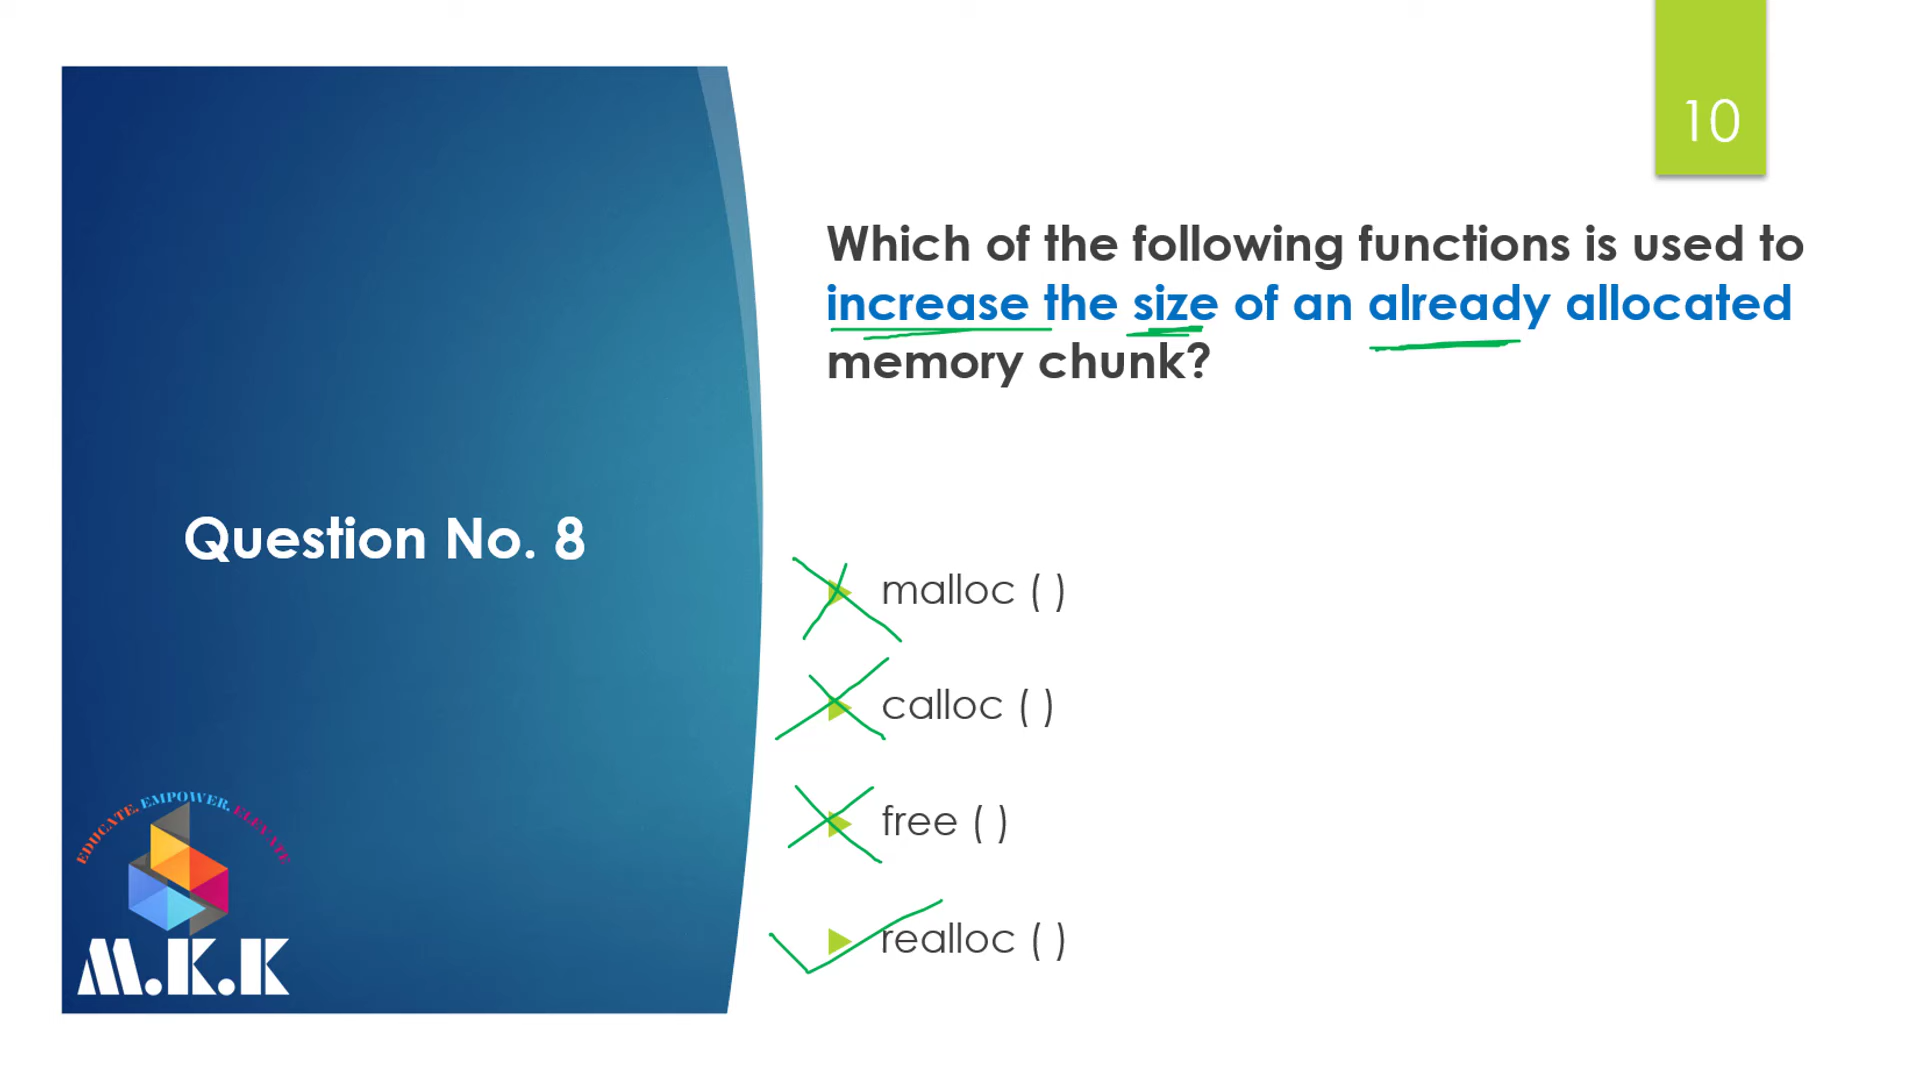 10
Which of the following functions is used to
increase the size of an already allocated
memory chunk?
Question No. 8
malloc ( )
calloc ( )
free ( )
realloc ( )
EDUCATE. EMPOWER. ELEVATE
M.K.K